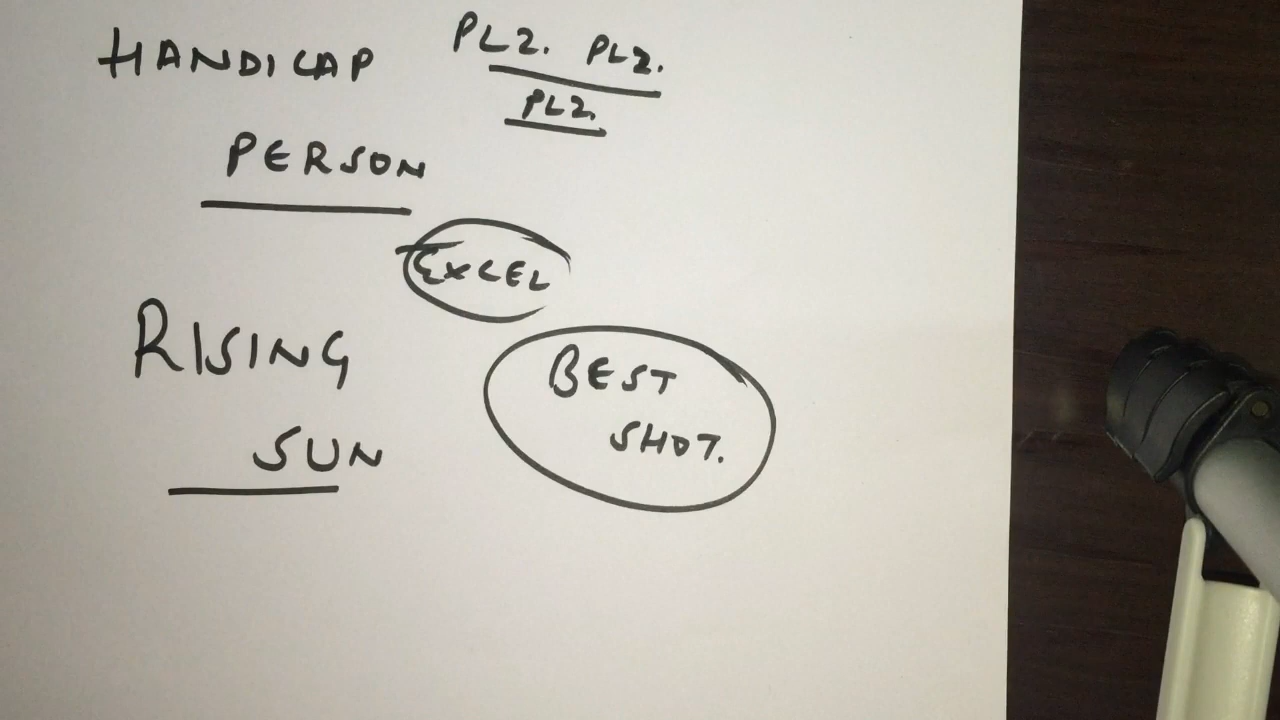 HANDICAP PLZ. PLZ.
PLZ.
PERSON
EXCEL
RISING
BEST
SHOT.
SUN